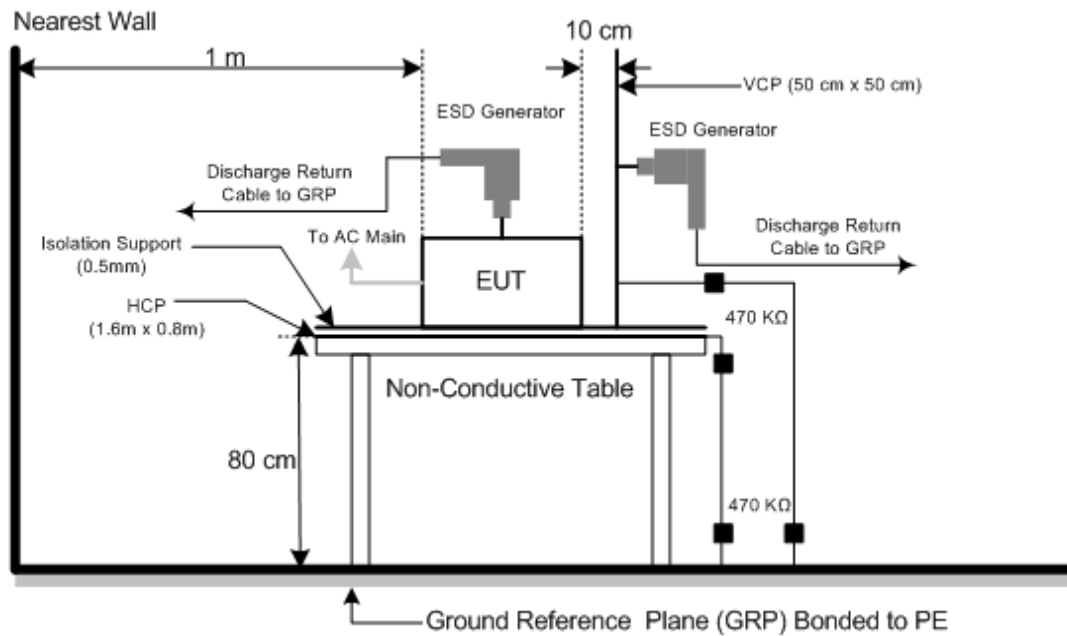 Nearest Wall
1 m
10 cm
VCP (50 cm x 50 cm)
ESD Generator
ESD Generator
Discharge Return
Cable to GRP
Discharge Return
Cable to GRP
To AC Main
Isolation Support
(0.5mm)
EUT
HCP
(1.6m x 0.8m)
470 KΩ
Non-Conductive Table
80 cm
470 KΩ
Ground Reference Plane (GRP) Bonded to PE